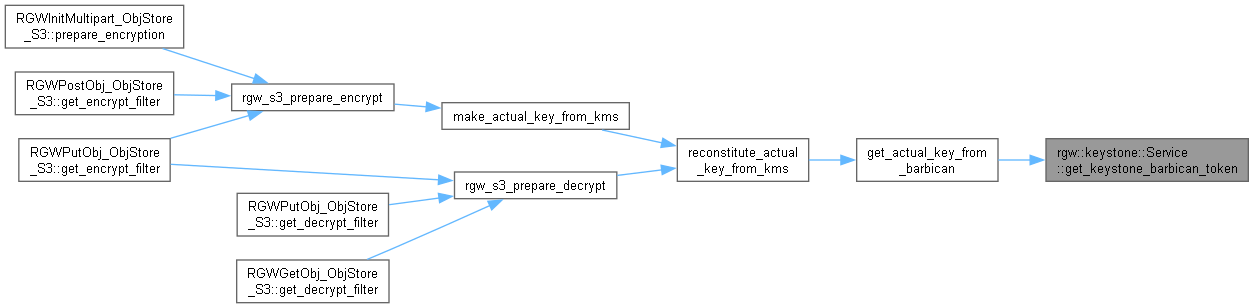 RGWInitMultipart_ObjStore
_S3::prepare_encryption
RGWPostObj_ObjStore
_S3::get_encrypt_filter
RGWPutObj_ObjStore
_S3::get_encrypt_filter
rgw_s3_prepare_encrypt
make_actual_key_from_kms
rgw_s3_prepare_decrypt
RGWPutObj_ObjStore
_S3::get_decrypt_filter
RGWGetObj_ObjStore
_S3::get_decrypt_filter
reconstitute_actual
_key_from_kms
get_actual_key_from
_barbican
rgw::keystone::Service
::get_keystone_barbican_token